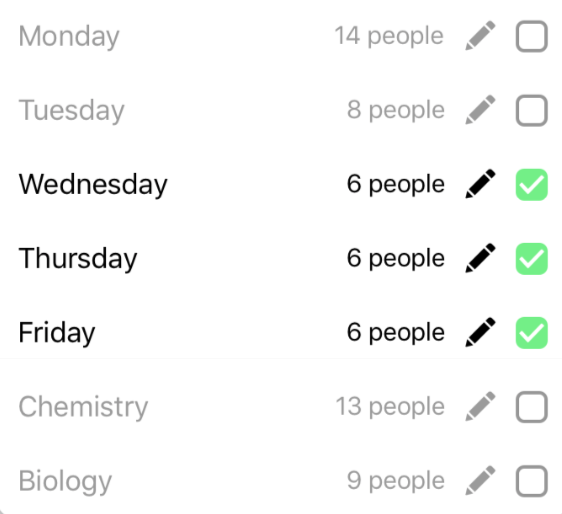 Monday 14 people
Tuesday 8 people
Wednesday 6 people
Thursday 6 people
Friday 6 people
Chemistry 13 people
Biology 9 people